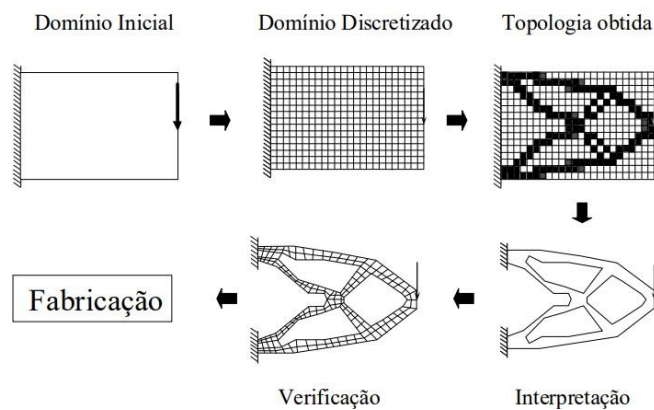 Domínio Inicial
Domínio Discretizado
Topologia obtida
Fabricação
Verificação
Interpretação